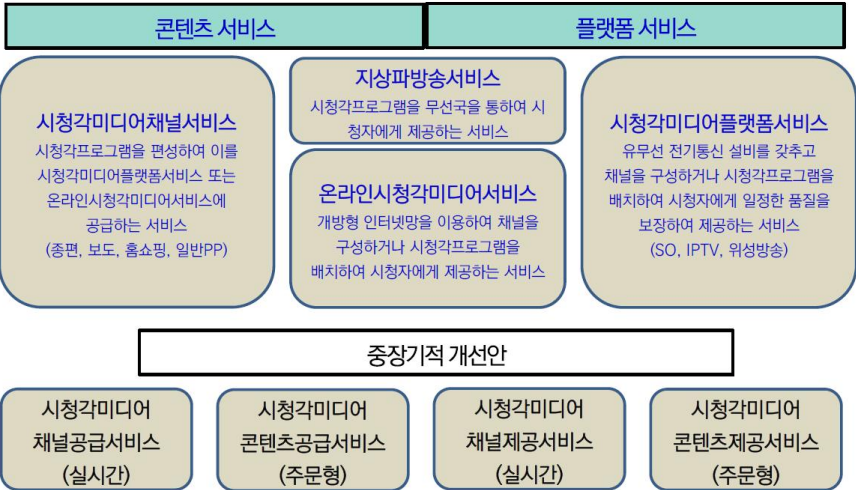 콘텐츠 서비스
플랫폼 서비스
시청각미디어채널서비스
시청각프로그램을 편성하여 이를
시청각미디어플랫폼서비스 또는
온라인시청각미디어서비스에
공급하는 서비스
(종편, 보도, 홈쇼핑, 일반PP)
지상파방송서비스
시청각프로그램을 무선국을 통하여 시
청자에게 제공하는 서비스
온라인시청각미디어서비스
개방형 인터넷망을 이용하여 채널을
구성하거나 시청각프로그램을
배치하여 시청자에게 제공하는 서비스
시청각미디어플랫폼서비스
유무선 전기통신 설비를 갖추고
채널을 구성하거나 시청각프로그램을
배치하여 시청자에게 일정한 품질을
보장하여 제공하는 서비스
(SO, IPTV, 위성방송)
중장기적 개선안
시청각미디어
채널공급서비스
(실시간)
시청각미디어
콘텐츠공급서비스
(주문형)
시청각미디어
채널제공서비스
(실시간)
시청각미디어
콘텐츠제공서비스
(주문형)